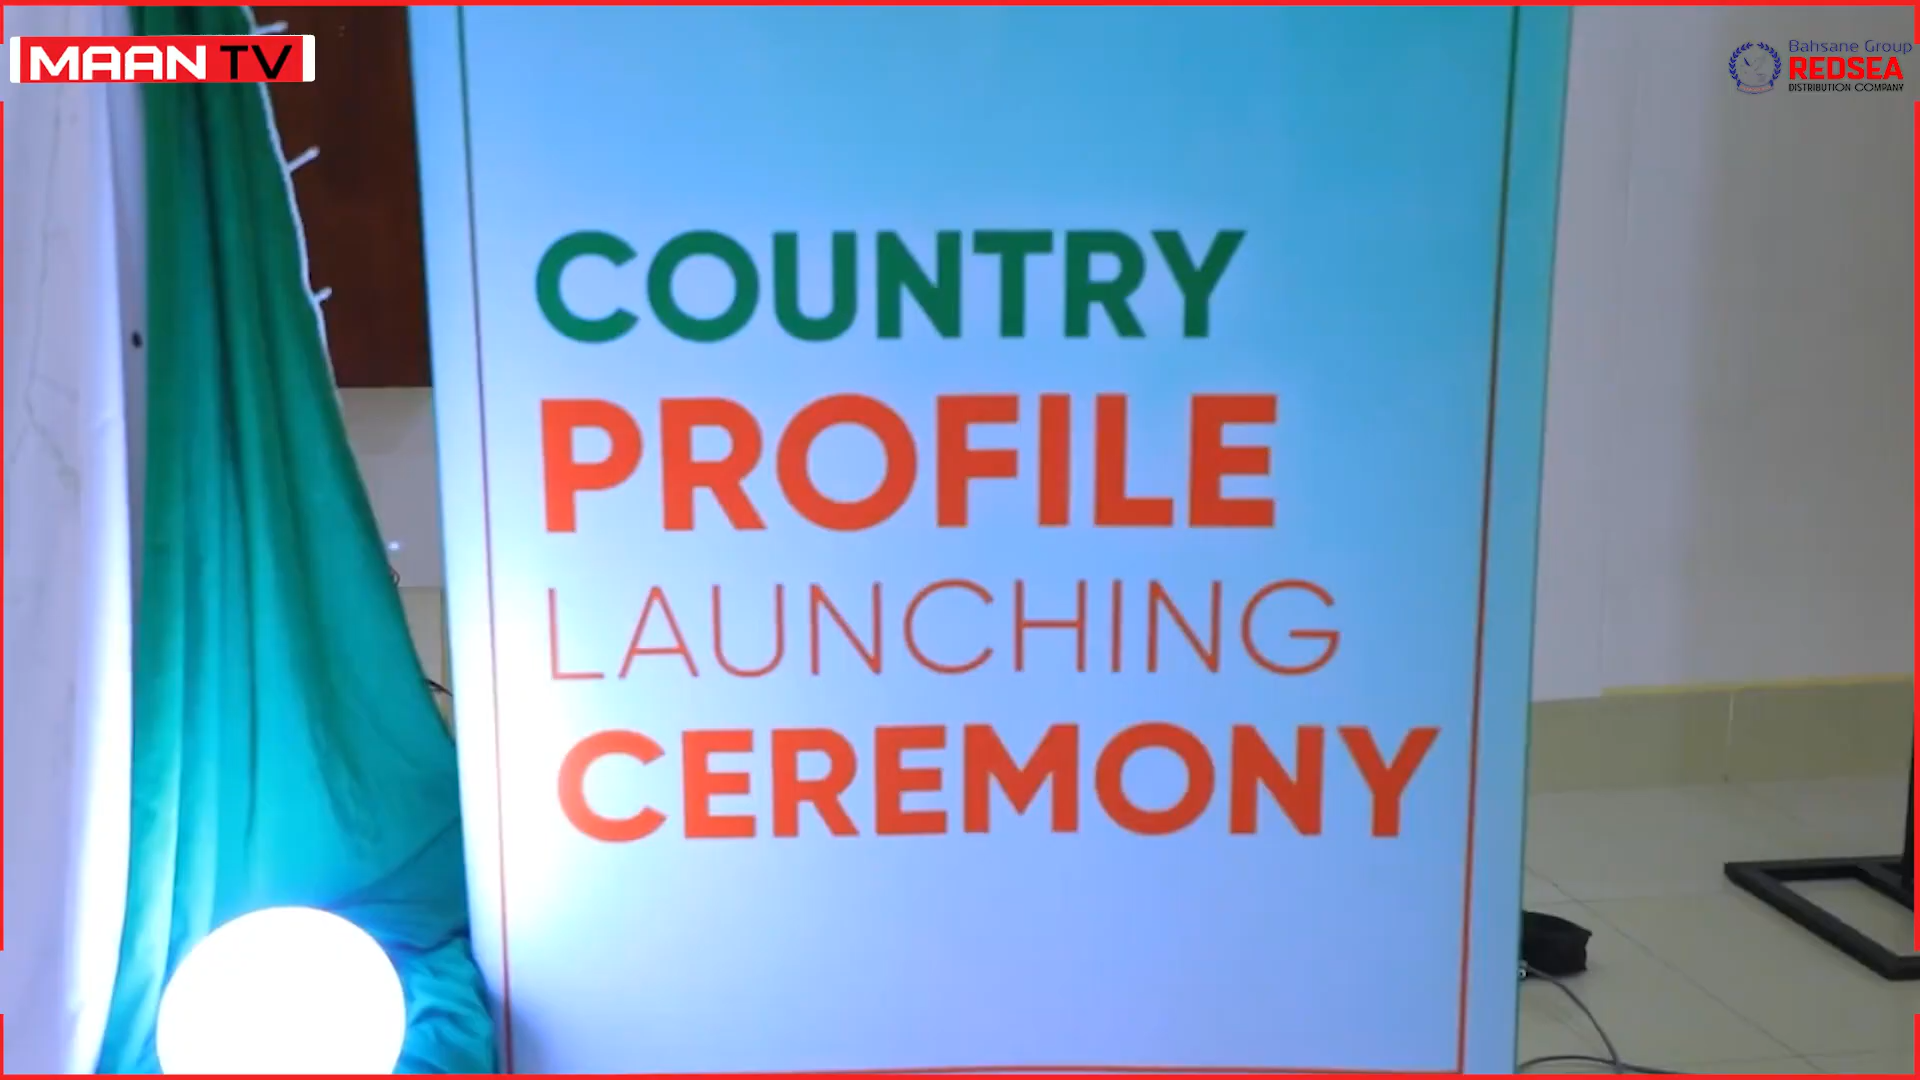 MAAN TV
Bahsane Group
REDSEA
DISTRIBUTION COMPANY
COUNTRY
PROFILE
LAUNCHING
CEREMONY